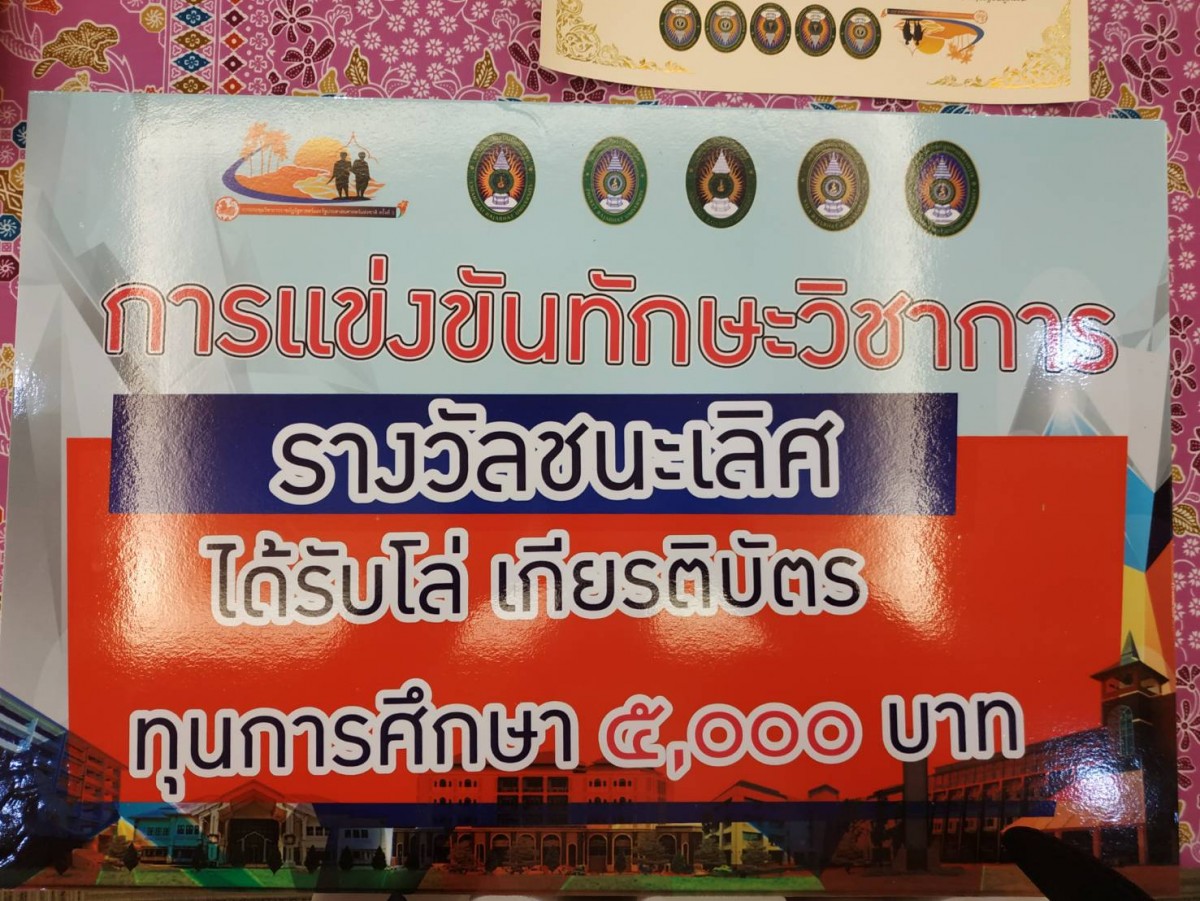 การแข่งขันทักษะวิชาการ
รางวัลชนะเลิศ
ได้รับโล่ เกียรติบัตร
ทุนการศึกษา ๕,๐๐๐ บาท